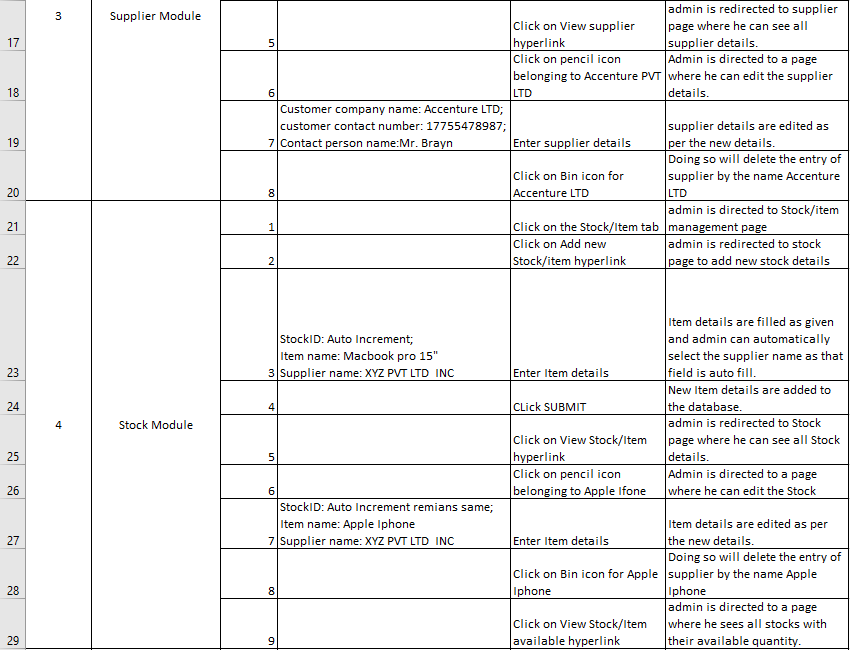 3
Supplier Module
17
5
Click on View supplier
hyperlink
admin is redirected to supplier
page where he can see all
supplier details.
18
6
Click on pencil icon
belonging to Accenture PVT
LTD
Admin is directed to a page
where he can edit the supplier
details.
19
Customer company name: Accenture LTD;
customer contact number: 17755478987;
7 Contact person name:Mr. Brayn
Enter supplier details
supplier details are edited as
per the new details.
20
8
Click on Bin icon for
Accenture LTD
Doing so will delete the entry of
supplier by the name Accenture
LTD
4
Stock Module
21
1
Click on the Stock/Item tab
admin is directed to Stock/item
management page
22
2
Click on Add new
Stock/item hyperlink
admin is redirected to stock
page to add new stock details
23
StockID: Auto Increment;
Item name: Macbook pro 15"
3 Supplier name: XYZ PVT LTD  INC
Enter Item details
Item details are filled as given
and admin can automatically
select the supplier name as that
field is auto fill.
24
4
CLick SUBMIT
New Item details are added to
the database.
25
5
Click on View Stock/Item
hyperlink
admin is redirected to Stock
page where he can see all Stock
details.
26
6
Click on pencil icon
belonging to Apple Ifone
Admin is directed to a page
where he can edit the Stock
27
StockID: Auto Increment remians same;
Item name: Apple Iphone
7 Supplier name: XYZ PVT LTD  INC
Enter Item details
Item details are edited as per
the new details.
28
8
Click on Bin icon for Apple
Iphone
Doing so will delete the entry of
supplier by the name Apple
Iphone
29
9
Click on View Stock/Item
available hyperlink
admin is directed to a page
where he sees all stocks with
their available quantity.